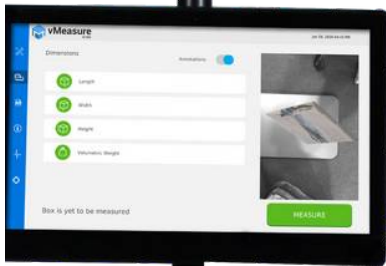 vMeasure
Dimensions
Annotations
Length
Width
Height
Volumetric Weight
Box is yet to be measured
MEASURE